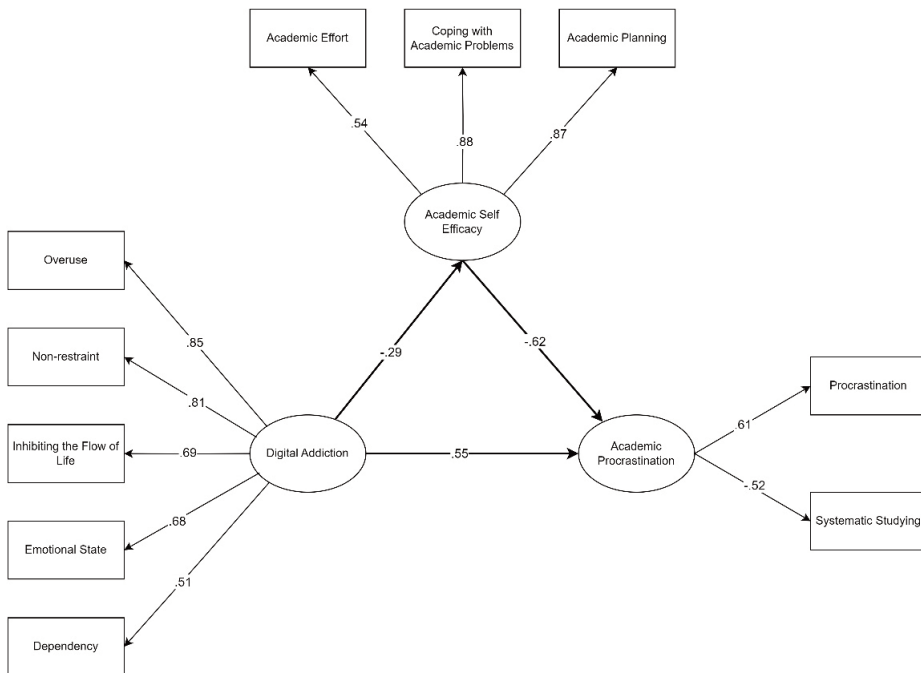 Academic Effort
Coping with
Academic Problems
Academic Planning
.54
.88
.87
Academic Self
Efficacy
Overuse
Non-restraint
Inhibiting the Flow of
Life
Emotional State
Dependency
.85
.81
.69
.68
.51
Digital Addiction
-.29
-.62
.55
Academic
Procrastination
.61
-.52
Procrastination
Systematic Studying